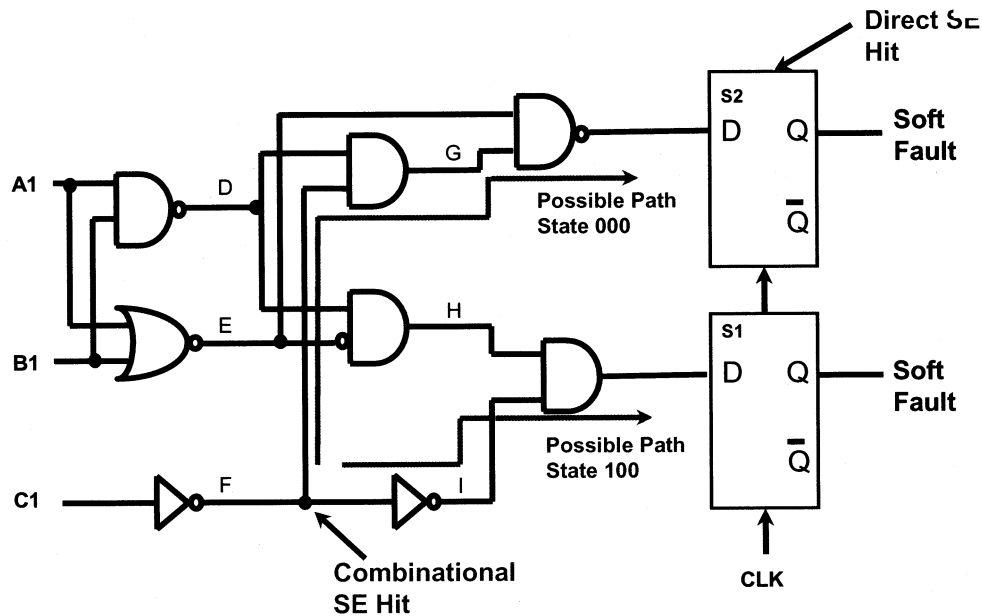 Direct SE
Hit
S2
D
Q
Soft
Fault
Q
A1
D
G
Possible Path
State 000
B1
E
H
S1
D
Q
Soft
Fault
Q
Possible Path
State 100
C1
F
I
CLK
Combinational
SE Hit